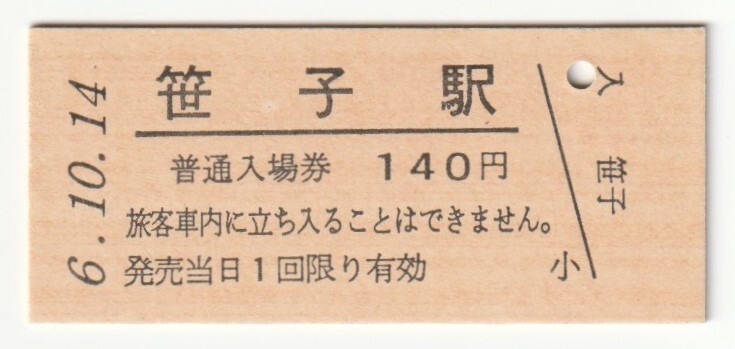 6.10.14
笹子駅
普通入場券 140円
旅客車内に立ち入ることはできません。
発売当日1回限り有効
小
入 笹子